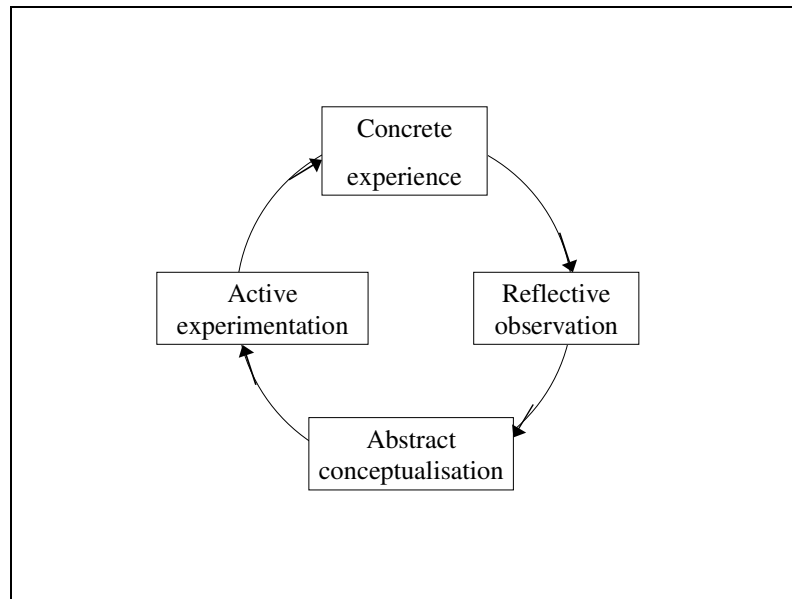 Concrete
experience
Active
experimentation
Reflective
observation
Abstract
conceptualisation